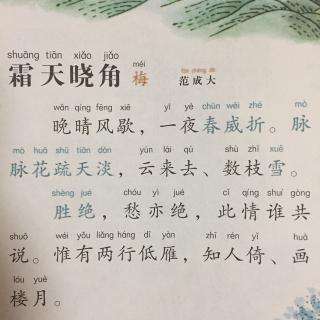 shuāng tiān xiǎo jiǎo méi fàn chéng dà
霜天晓角 梅 范成大
wǎn qíng fēng xiē yí yè chūn wēi zhé mò
晚晴风歇，一夜春威折。脉
mò huā shū tiān dàn yún lái qù shù zhī xuě
脉花疏天淡，云来去、数枝雪。
shèng jué chóu yì jué cǐ qíng shuí gòng
胜绝，愁亦绝，此情谁共
shuō wéi yǒu liǎng háng dī yàn zhī rén yǐ huà
说。惟有两行低雁，知人倚、画
lóu yuè
楼月。